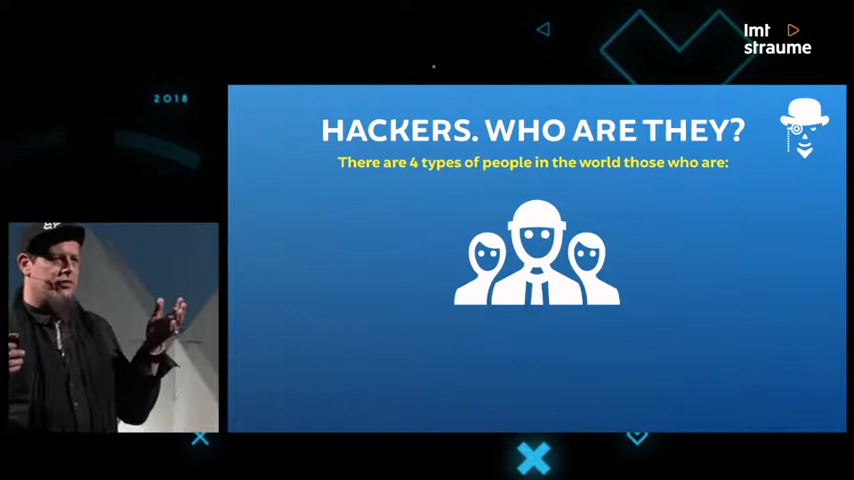 lmt
straume
2018
HACKERS. WHO ARE THEY?
There are 4 types of people in the world those who are: